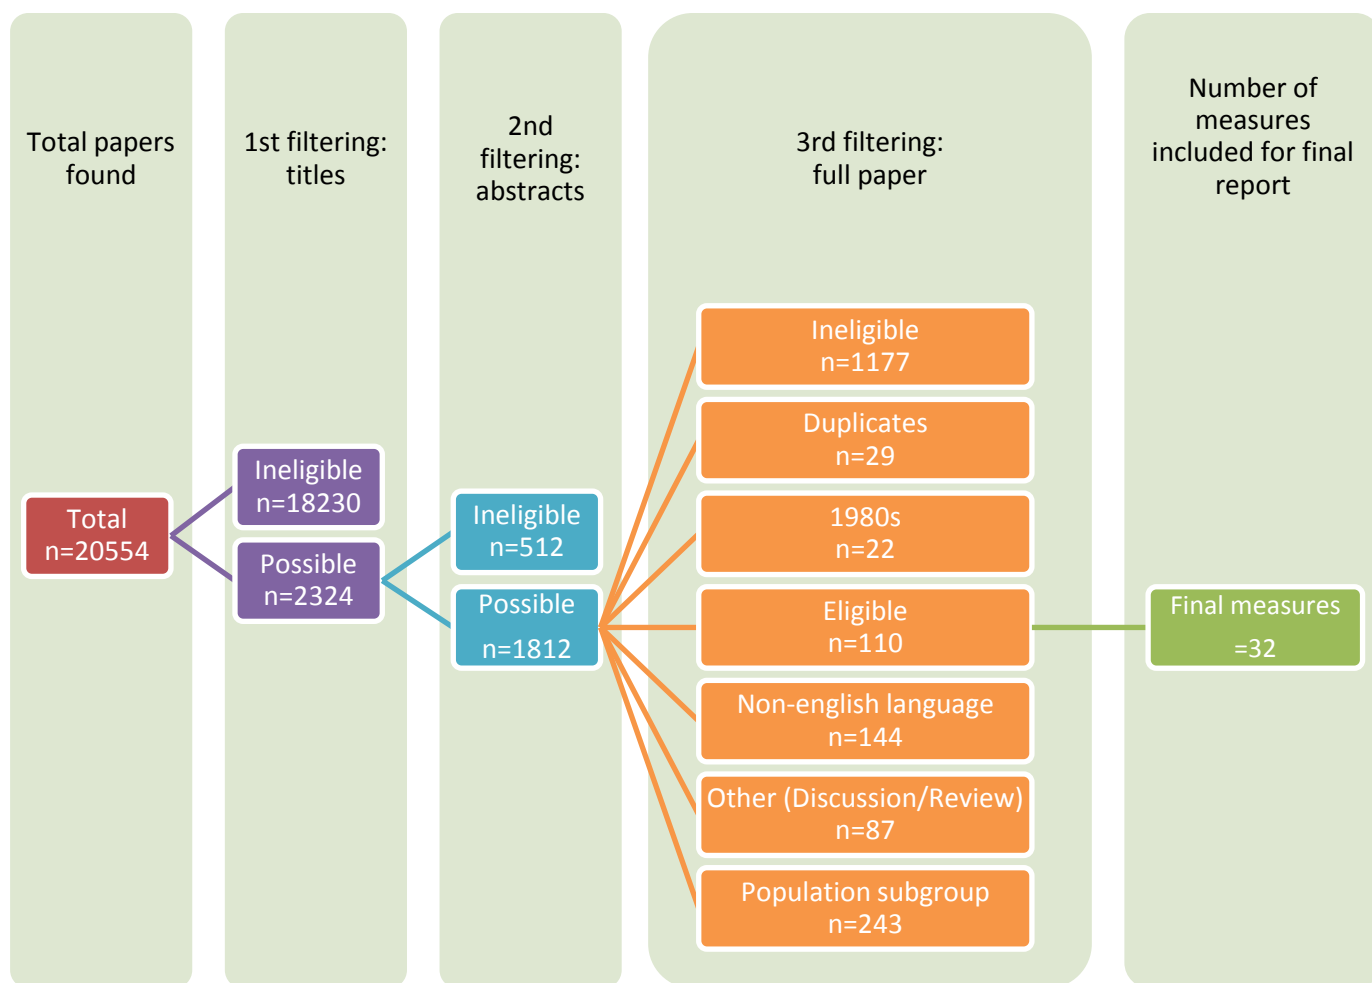 Total papers
found
1st filtering:
titles
2nd
filtering:
abstracts
3rd filtering:
full paper
Number of
measures
included for final
report
Total
n=20554
Ineligible
n=18230
Possible
n=2324
Ineligible
n=512
Possible
n=1812
Ineligible
n=1177
Duplicates
n=29
1980s
n=22
Eligible
n=110
Non-english language
n=144
Other (Discussion/Review)
n=87
Population subgroup
n=243
Final measures
=32